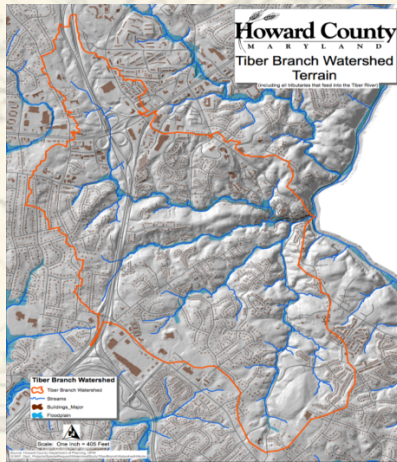 Howard County
MARYLAND
Tiber Branch Watershed
Terrain
(including all tributaries that feed into the Tiber River)
Tiber Branch Watershed
Tiber Branch Watershed
Streams
Buildings_Major
Floodplain
Scale: One Inch = 405 Feet